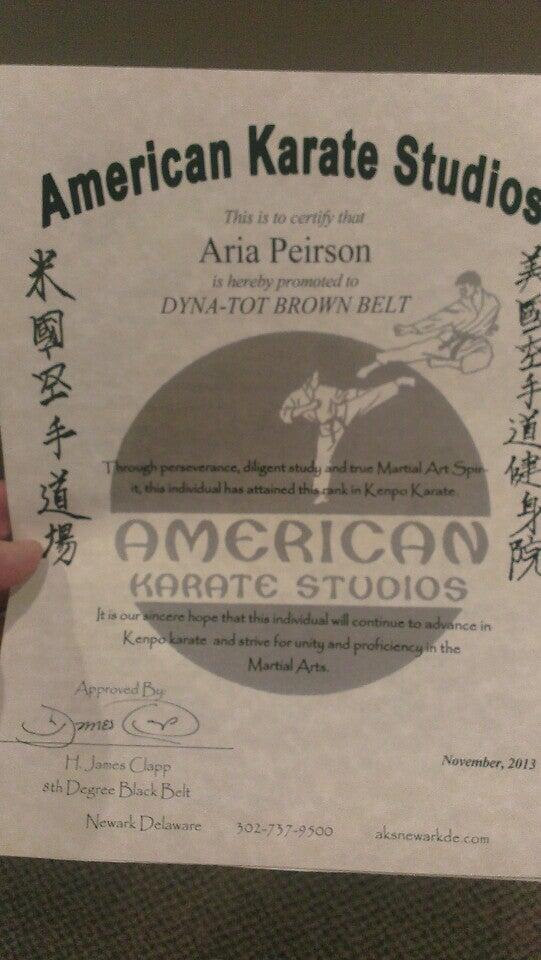 American Karate Studios
This is to certify that
Aria Peirson
is hereby promoted to
DYNA-TOT BROWN BELT
米國空手道場
美國空手道健身院
Through perseverance, diligent study and true Martial Art Spir-
it, this individual has attained this rank in Kenpo Karate.
AMERICAN
KARATE STUDIOS
It is our sincere hope that this individual will continue to advance in
Kenpo karate and strive for unity and proficiency in the
Martial Arts.
Approved By:
James C
H. James Clapp
8th Degree Black Belt
November, 2013
Newark Delaware 302-737-9500 aksnewarkde.com